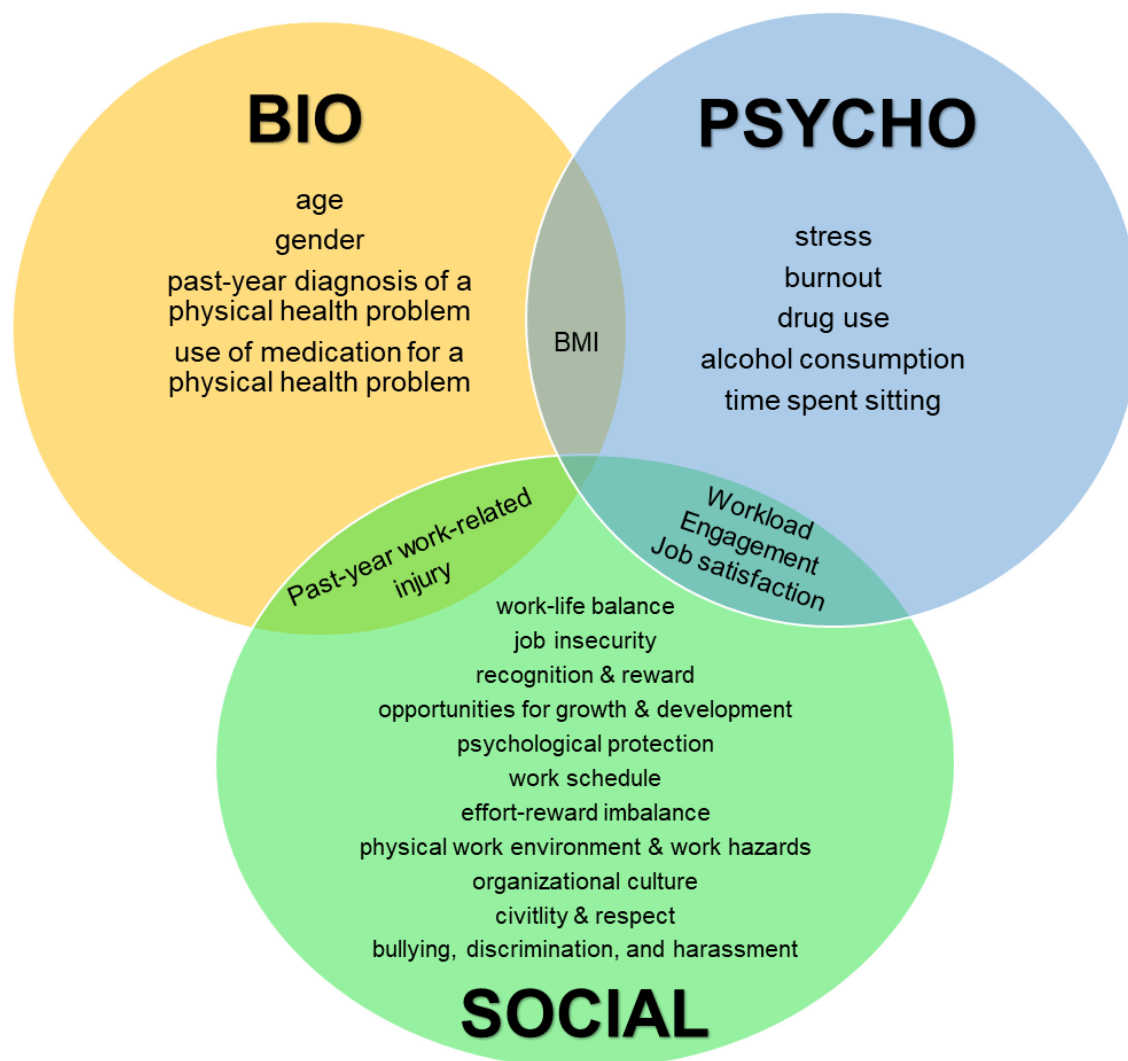 BIO
age
gender
past-year diagnosis of a
physical health problem
use of medication for a
physical health problem
PSYCHO
stress
burnout
drug use
alcohol consumption
time spent sitting
BMI
Past-year work-related
injury
Workload
Engagement
Job satisfaction
work-life balance
job insecurity
recognition & reward
opportunities for growth & development
psychological protection
work schedule
effort-reward imbalance
physical work environment & work hazards
organizational culture
civitlity & respect
bullying, discrimination, and harassment
SOCIAL